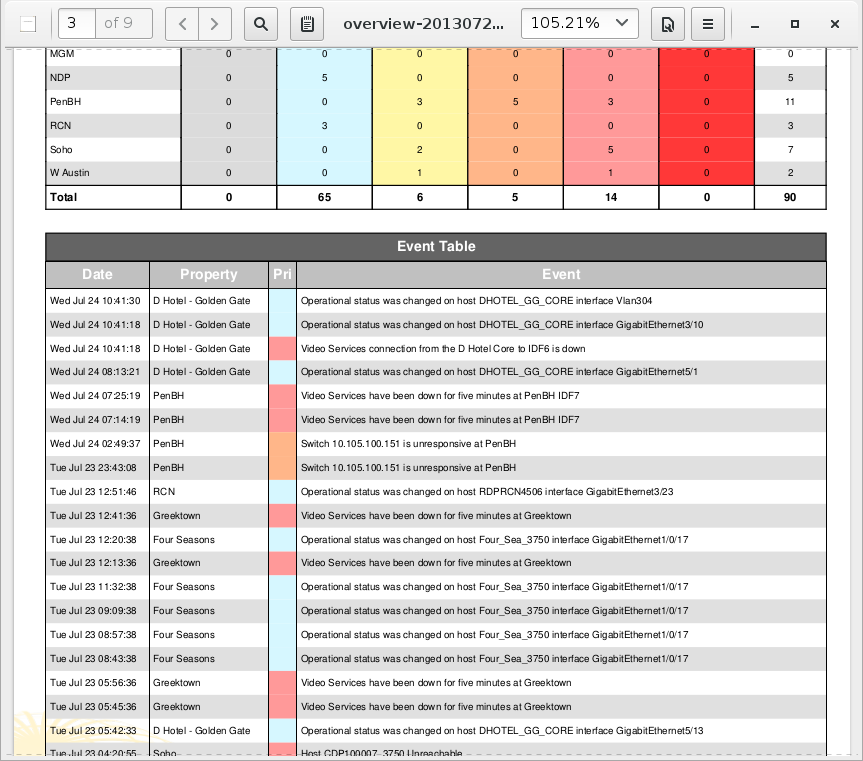 3 of 9 overview-2013072... 105.21%
MGM 0 0 0 0 0 0 0
NDP 0 5 0 0 0 0 5
PenBH 0 0 3 5 3 0 11
RCN 0 3 0 0 0 0 3
Soho 0 0 2 0 5 0 7
W Austin 0 0 1 0 1 0 2
Total 0 65 6 5 14 0 90
Event Table
Date Property Pri Event
Wed Jul 24 10:41:30 D Hotel - Golden Gate Operational status was changed on host DHOTEL_GG_CORE interface Vlan304
Wed Jul 24 10:41:18 D Hotel - Golden Gate Operational status was changed on host DHOTEL_GG_CORE interface GigabitEthernet3/10
Wed Jul 24 10:41:18 D Hotel - Golden Gate Video Services connection from the D Hotel Core to IDF6 is down
Wed Jul 24 08:13:21 D Hotel - Golden Gate Operational status was changed on host DHOTEL_GG_CORE interface GigabitEthernet5/1
Wed Jul 24 07:25:19 PenBH Video Services have been down for five minutes at PenBH IDF7
Wed Jul 24 07:14:19 PenBH Video Services have been down for five minutes at PenBH IDF7
Wed Jul 24 02:49:37 PenBH Switch 10.105.100.151 is unresponsive at PenBH
Tue Jul 23 23:43:08 PenBH Switch 10.105.100.151 is unresponsive at PenBH
Tue Jul 23 12:51:46 RCN Operational status was changed on host RDPRCN4506 interface GigabitEthernet3/23
Tue Jul 23 12:41:36 Greektown Video Services have been down for five minutes at Greektown
Tue Jul 23 12:20:38 Four Seasons Operational status was changed on host Four_Sea_3750 interface GigabitEthernet1/0/17
Tue Jul 23 12:13:36 Greektown Video Services have been down for five minutes at Greektown
Tue Jul 23 11:32:38 Four Seasons Operational status was changed on host Four_Sea_3750 interface GigabitEthernet1/0/17
Tue Jul 23 09:09:38 Four Seasons Operational status was changed on host Four_Sea_3750 interface GigabitEthernet1/0/17
Tue Jul 23 08:57:38 Four Seasons Operational status was changed on host Four_Sea_3750 interface GigabitEthernet1/0/17
Tue Jul 23 08:43:38 Four Seasons Operational status was changed on host Four_Sea_3750 interface GigabitEthernet1/0/17
Tue Jul 23 05:56:36 Greektown Video Services have been down for five minutes at Greektown
Tue Jul 23 05:45:36 Greektown Video Services have been down for five minutes at Greektown
Tue Jul 23 05:42:33 D Hotel - Golden Gate Operational status was changed on host DHOTEL_GG_CORE interface GigabitEthernet5/13
Tue Jul 23 04:20:55 Soho Host CDP100007_3750 Unreachable